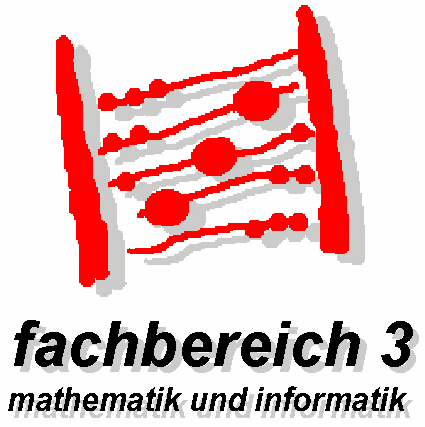 fachbereich 3
mathematik und informatik